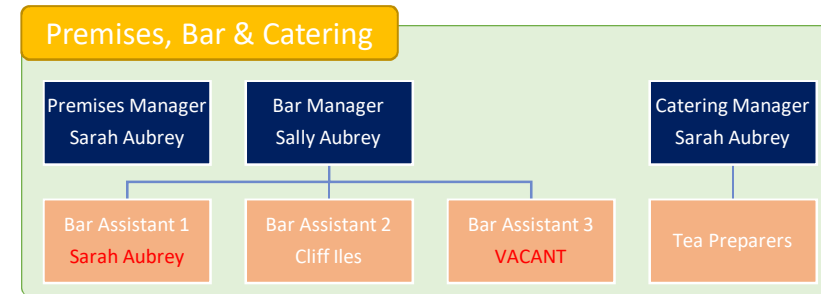 Premises, Bar & Catering
Premises Manager
Sarah Aubrey
Bar Manager
Sally Aubrey
Catering Manager
Sarah Aubrey
Bar Assistant 1
Sarah Aubrey
Bar Assistant 2
Cliff Iles
Bar Assistant 3
VACANT
Tea Preparers